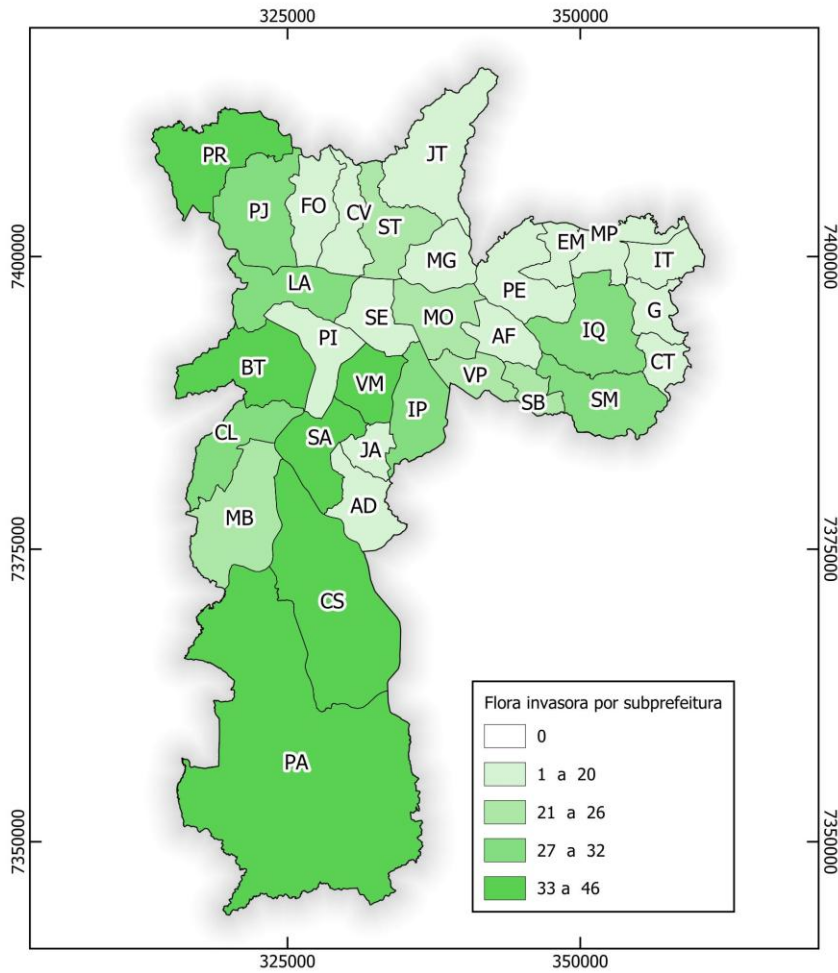 325000
350000
PR
JT
PJ
FO
CV
ST
7400000
MG
EM
MP
IT
7400000
LA
PE
SE
MO
G
PI
AF
IQ
BT
VM
VP
CT
IP
SB
SM
CL
SA
JA
MB
AD
7375000
7375000
CS
Flora invasora por subprefeitura
0
1 a 20
21 a 26
27 a 32
33 a 46
PA
7350000
7350000
325000
350000